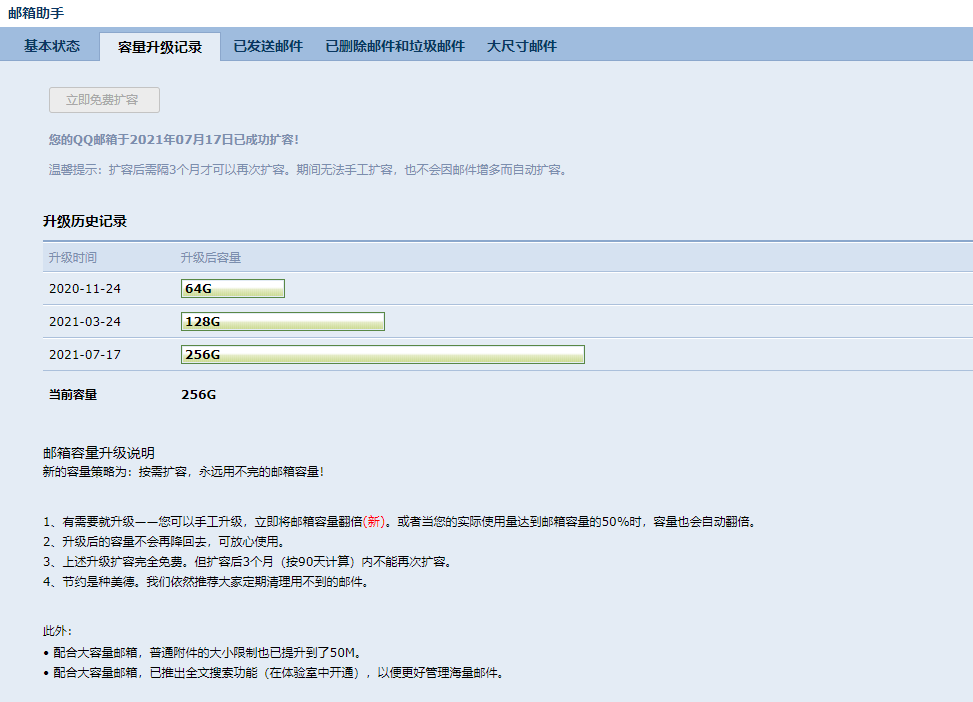 邮箱助手
基本状态 容量升级记录 已发送邮件 已删除邮件和垃圾邮件 大尺寸邮件
立即免费扩容
您的QQ邮箱于2021年07月17日已成功扩容！
温馨提示：扩容后需隔3个月才可以再次扩容。期间无法手工扩容，也不会因邮件增多而自动扩容。
升级历史记录
升级时间 升级后容量
2020-11-24 64G
2021-03-24 128G
2021-07-17 256G
当前容量 256G
邮箱容量升级说明
新的容量策略为：按需扩容，永远用不完的邮箱容量！
1、有需要就升级——您可以手工升级，立即将邮箱容量翻倍(新)。或者当您的实际使用量达到邮箱容量的50%时，容量也会自动翻倍。
2、升级后的容量不会再降回去，可放心使用。
3、上述升级扩容完全免费。但扩容后3个月（按90天计算）内不能再次扩容。
4、节约是种美德。我们依然推荐大家定期清理用不到的邮件。
此外：
• 配合大容量邮箱，普通附件的大小限制也已提升到了50M。
• 配合大容量邮箱，已推出全文搜索功能（在体验室中开通），以便更好管理海量邮件。